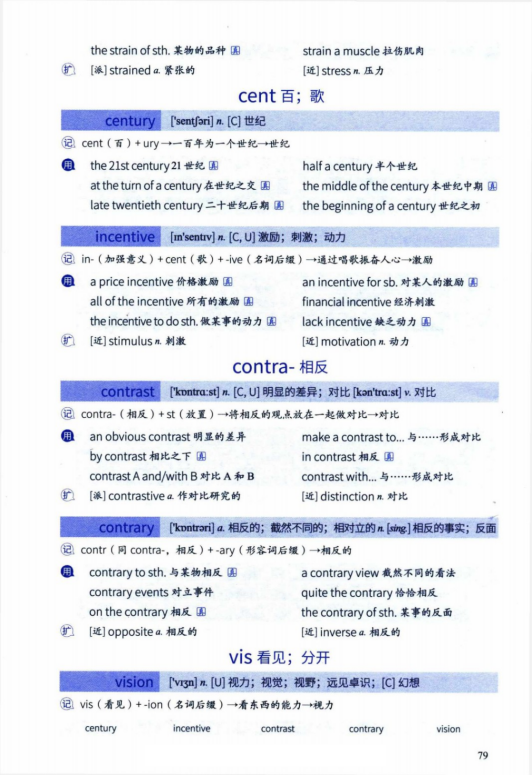 the strain of sth. 某物的品种 真 strain a muscle 拉伤肌肉
扩 [派] strained a. 紧张的 [近] stress n. 压力
cent 百；歌
century ['sentʃəri] n. [C] 世纪
记 cent（百）+ ury→一百年为一个世纪→世纪
用 the 21st century 21 世纪 真 half a century 半个世纪
at the turn of a century 在世纪之交 真 the middle of the century 本世纪中期 真
late twentieth century 二十世纪后期 真 the beginning of a century 世纪之初
incentive [ɪn'sentɪv] n. [C, U] 激励；刺激；动力
记 in-（加强意义）+ cent（歌）+ -ive（名词后缀）→通过唱歌振奋人心→激励
用 a price incentive 价格激励 真 an incentive for sb. 对某人的激励 真
all of the incentive 所有的激励 真 financial incentive 经济刺激
the incentive to do sth. 做某事的动力 真 lack incentive 缺乏动力 真
扩 [近] stimulus n. 刺激 [近] motivation n. 动力
contra- 相反
contrast ['kɒntrɑːst] n. [C, U] 明显的差异；对比 [kən'trɑːst] v. 对比
记 contra-（相反）+ st（放置）→将相反的观点放在一起做对比→对比
用 an obvious contrast 明显的差异 make a contrast to... 与……形成对比
by contrast 相比之下 真 in contrast 相反 真
contrast A and/with B 对比 A 和 B contrast with... 与……形成对比
扩 [派] contrastive a. 作对比研究的 [近] distinction n. 对比
contrary ['kɒntrəri] a. 相反的；截然不同的；相对立的 n. [sing.] 相反的事实；反面
记 contr（同 contra-，相反）+ -ary（形容词后缀）→相反的
用 contrary to sth. 与某物相反 真 a contrary view 截然不同的看法
contrary events 对立事件 quite the contrary 恰恰相反
on the contrary 相反 真 the contrary of sth. 某事的反面
扩 [近] opposite a. 相反的 [近] inverse a. 相反的
vis 看见；分开
vision ['vɪʒn] n. [U] 视力；视觉；视野；远见卓识；[C] 幻想
记 vis（看见）+ -ion（名词后缀）→看东西的能力→视力
century incentive contrast contrary vision
79